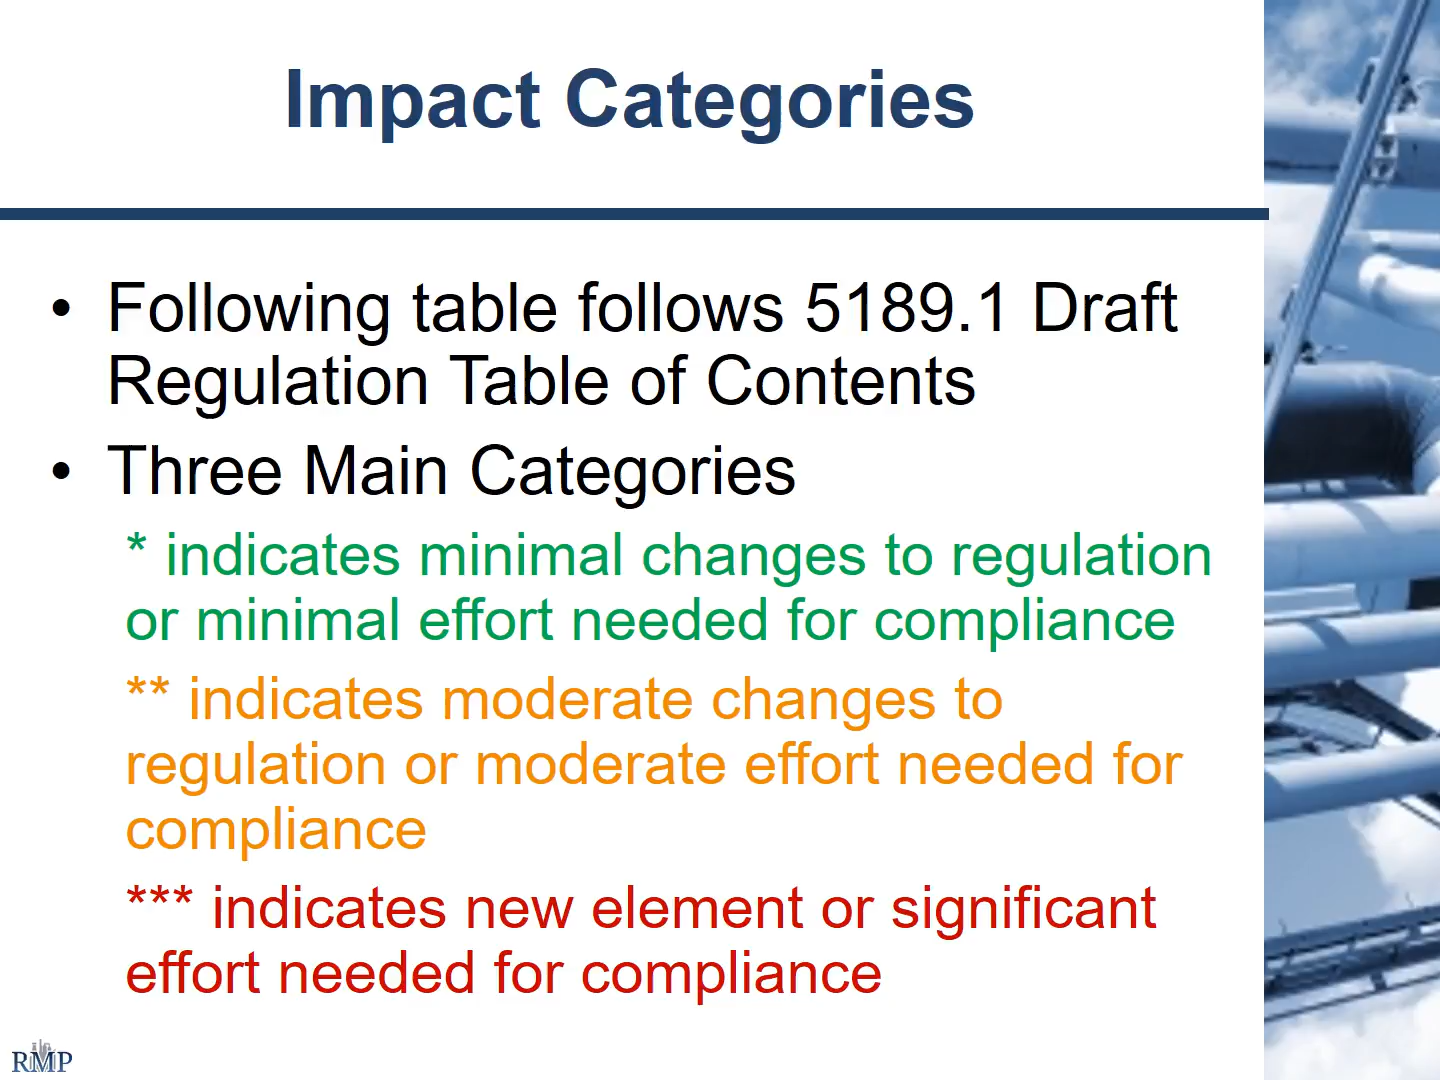 Impact Categories
• Following table follows 5189.1 Draft
Regulation Table of Contents
• Three Main Categories
* indicates minimal changes to regulation
or minimal effort needed for compliance
** indicates moderate changes to
regulation or moderate effort needed for
compliance
*** indicates new element or significant
effort needed for compliance
RMP